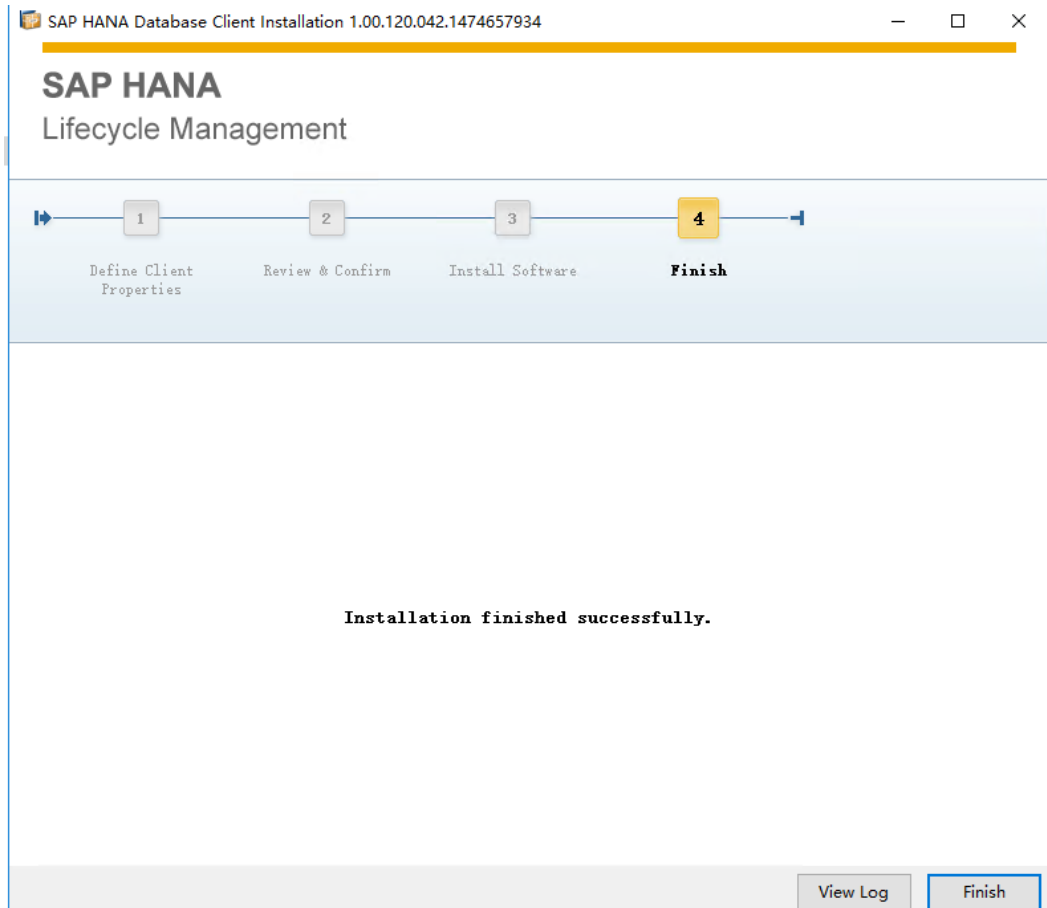 SAP HANA Database Client Installation 1.00.120.042.1474657934
SAP HANA
Lifecycle Management
1
2
3
4
Define Client
Properties
Review & Confirm
Install Software
Finish
Installation finished successfully.
View Log
Finish